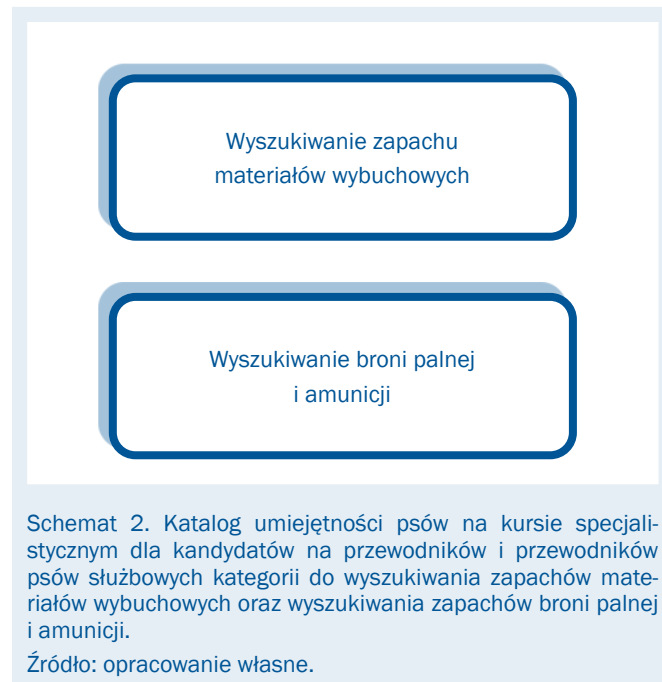 Wyszukiwanie zapachu
materiałów wybuchowych
Wyszukiwanie broni palnej
i amunicji
Schemat 2. Katalog umiejętności psów na kursie specjali-
stycznym dla kandydatów na przewodników i przewodników
psów służbowych kategorii do wyszukiwania zapachów mate-
riałów wybuchowych oraz wyszukiwania zapachów broni palnej
i amunicji.
Źródło: opracowanie własne.